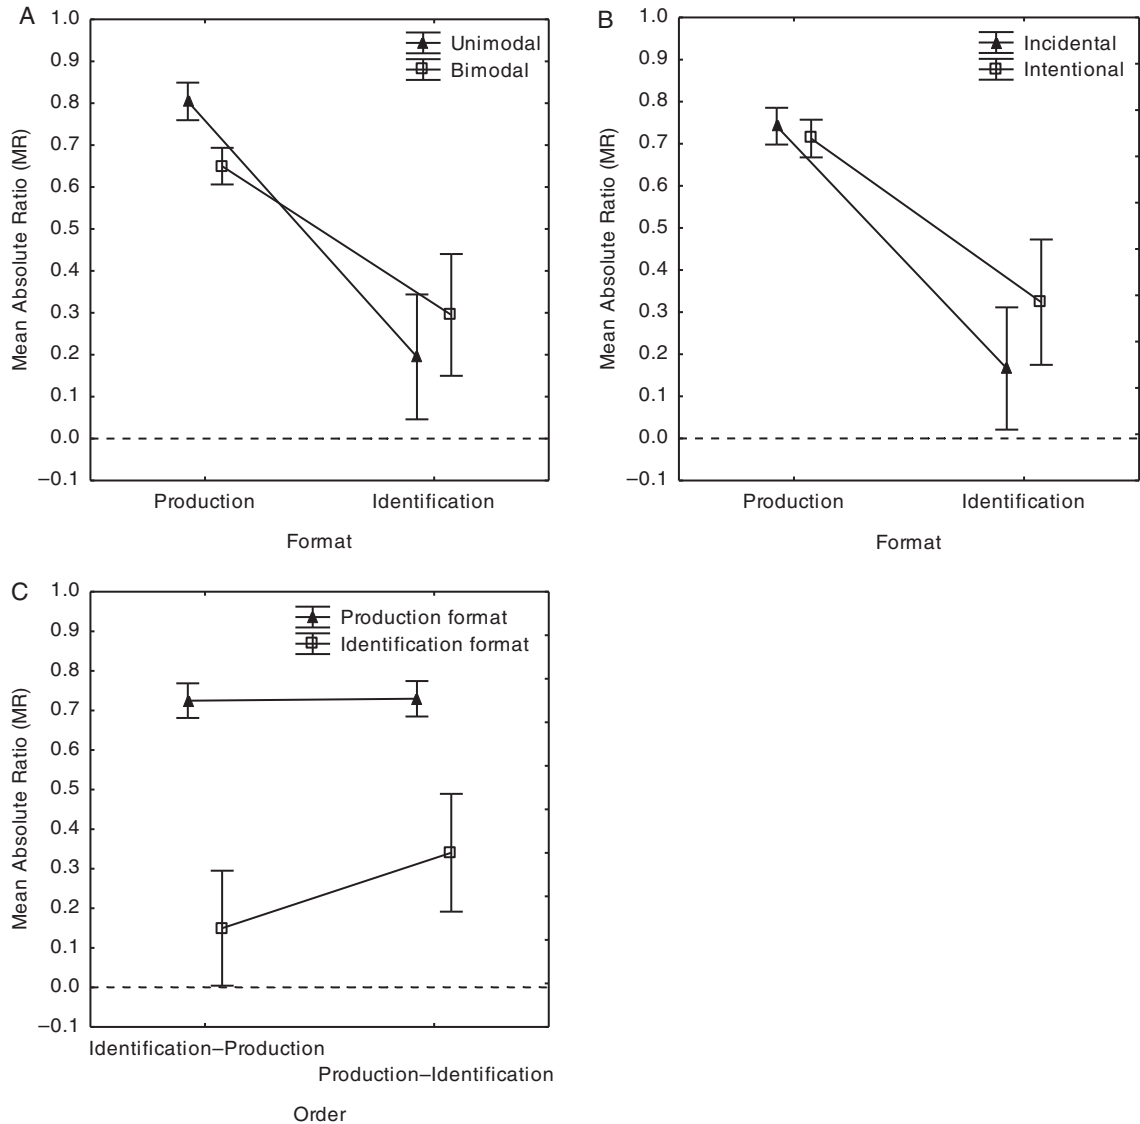 A
1.0
0.9
0.8
0.7
0.6
0.5
0.4
0.3
0.2
0.1
0.0
–0.1
Mean Absolute Ratio (MR)
Unimodal
Bimodal
Production
Identification
Format
B
1.0
0.9
0.8
0.7
0.6
0.5
0.4
0.3
0.2
0.1
0.0
–0.1
Mean Absolute Ratio (MR)
Incidental
Intentional
Production
Identification
Format
C
1.0
0.9
0.8
0.7
0.6
0.5
0.4
0.3
0.2
0.1
0.0
–0.1
Mean Absolute Ratio (MR)
Production format
Identification format
Identification–Production
Production–Identification
Order